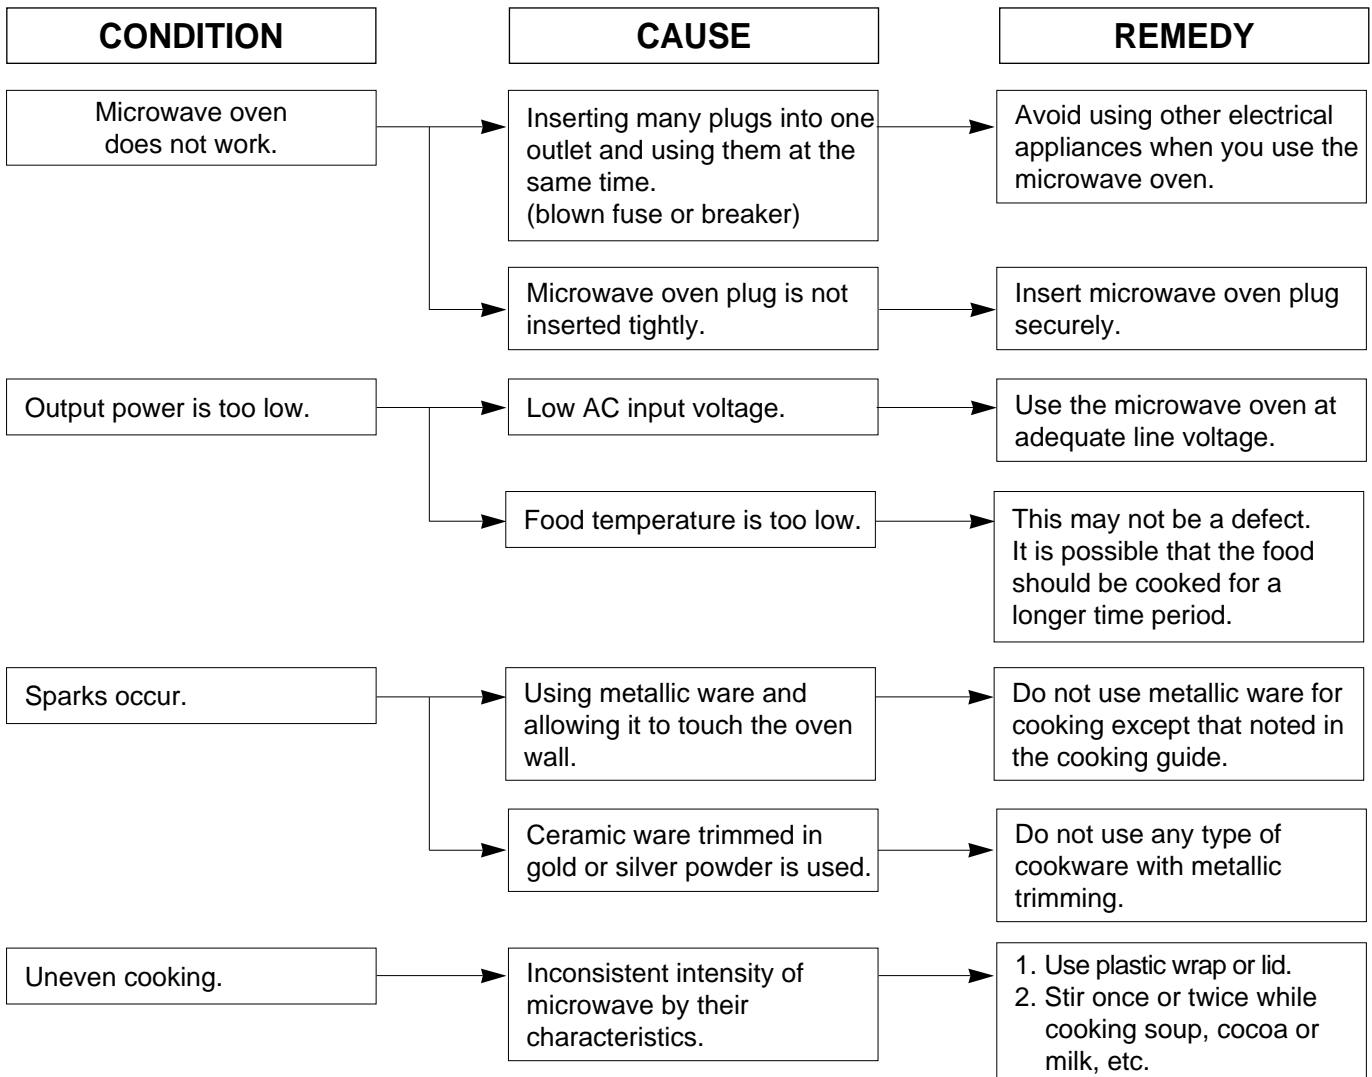 CONDITION
CAUSE
REMEDY
Microwave oven
does not work.
Inserting many plugs into one
outlet and using them at the
same time.
(blown fuse or breaker)
Avoid using other electrical
appliances when you use the
microwave oven.
Microwave oven plug is not
inserted tightly.
Insert microwave oven plug
securely.
Output power is too low.
Low AC input voltage.
Use the microwave oven at
adequate line voltage.
Food temperature is too low.
This may not be a defect.
It is possible that the food
should be cooked for a
longer time period.
Sparks occur.
Using metallic ware and
allowing it to touch the oven
wall.
Do not use metallic ware for
cooking except that noted in
the cooking guide.
Ceramic ware trimmed in
gold or silver powder is used.
Do not use any type of
cookware with metallic
trimming.
Uneven cooking.
Inconsistent intensity of
microwave by their
characteristics.
1. Use plastic wrap or lid.
2. Stir once or twice while
cooking soup, cocoa or
milk, etc.